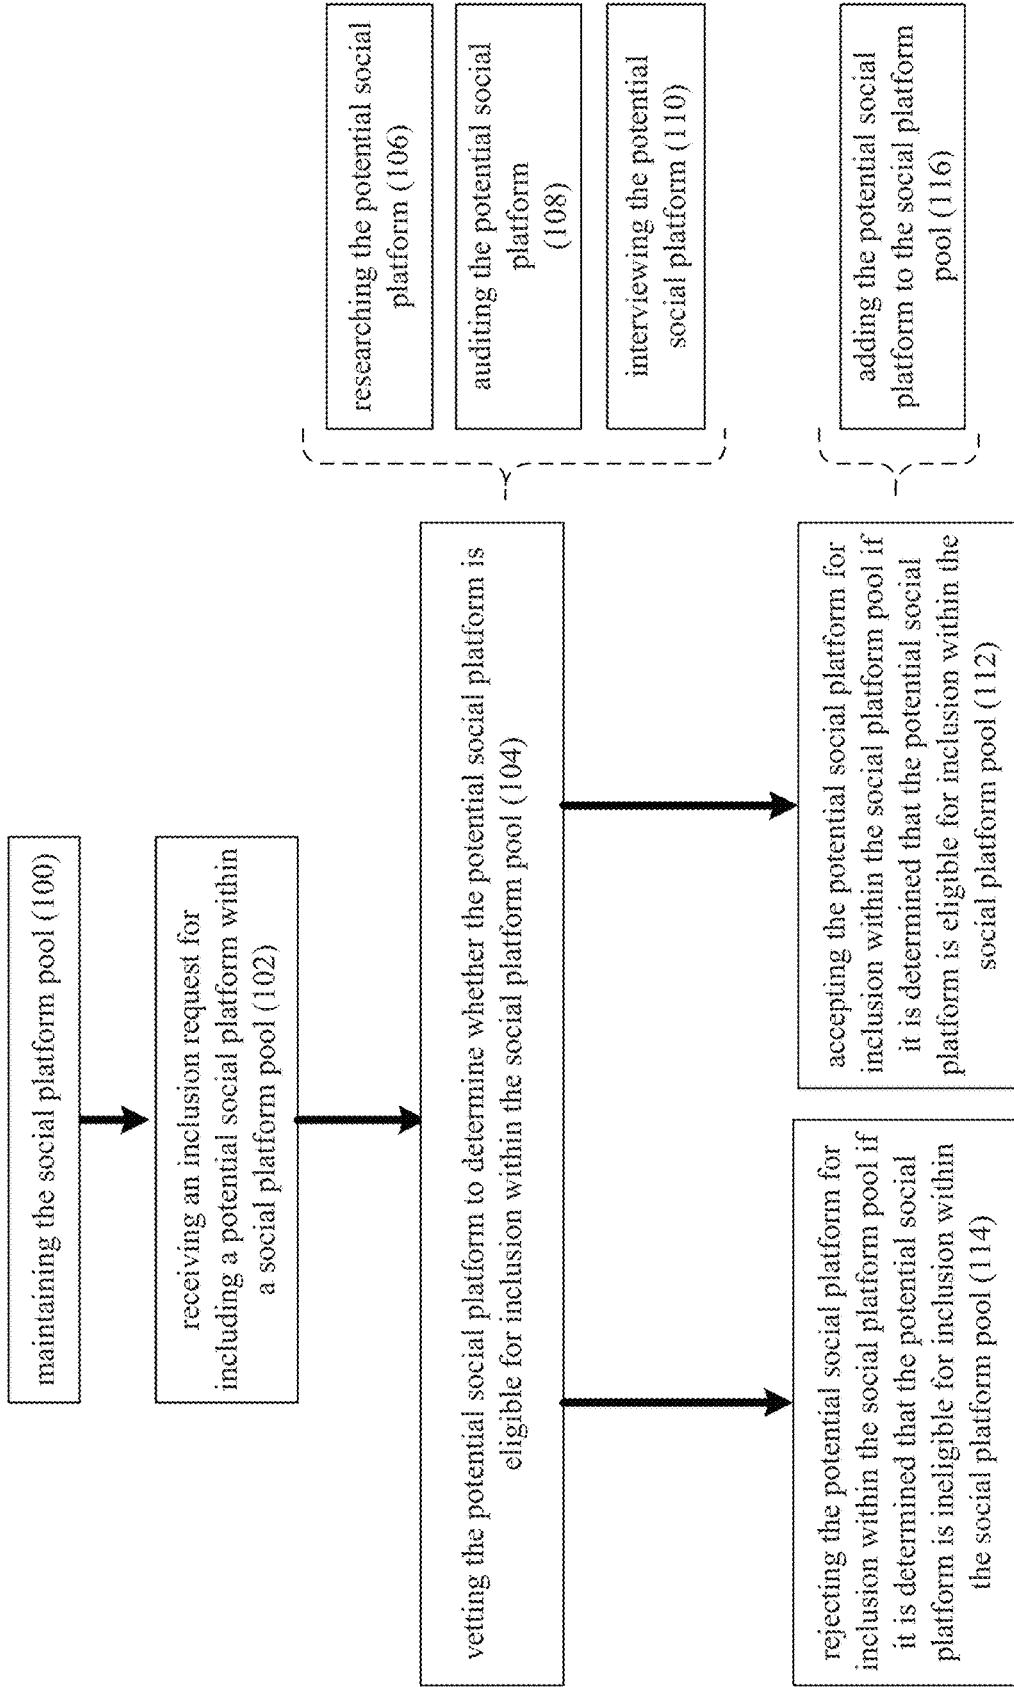 maintaining the social platform pool (100)
receiving an inclusion request for
including a potential social platform within
a social platform pool (102)
vetting the potential social platform to determine whether the potential social platform is
eligible for inclusion within the social platform pool (104)
researching the potential social
platform (106)
auditing the potential social
platform
(108)
interviewing the potential
social platform (110)
rejecting the potential social platform for
inclusion within the social platform pool if
it is determined that the potential social
platform is ineligible for inclusion within
the social platform pool (114)
accepting the potential social platform for
inclusion within the social platform pool if
it is determined that the potential social
platform is eligible for inclusion within the
social platform pool (112)
adding the potential social
platform to the social platform
pool (116)